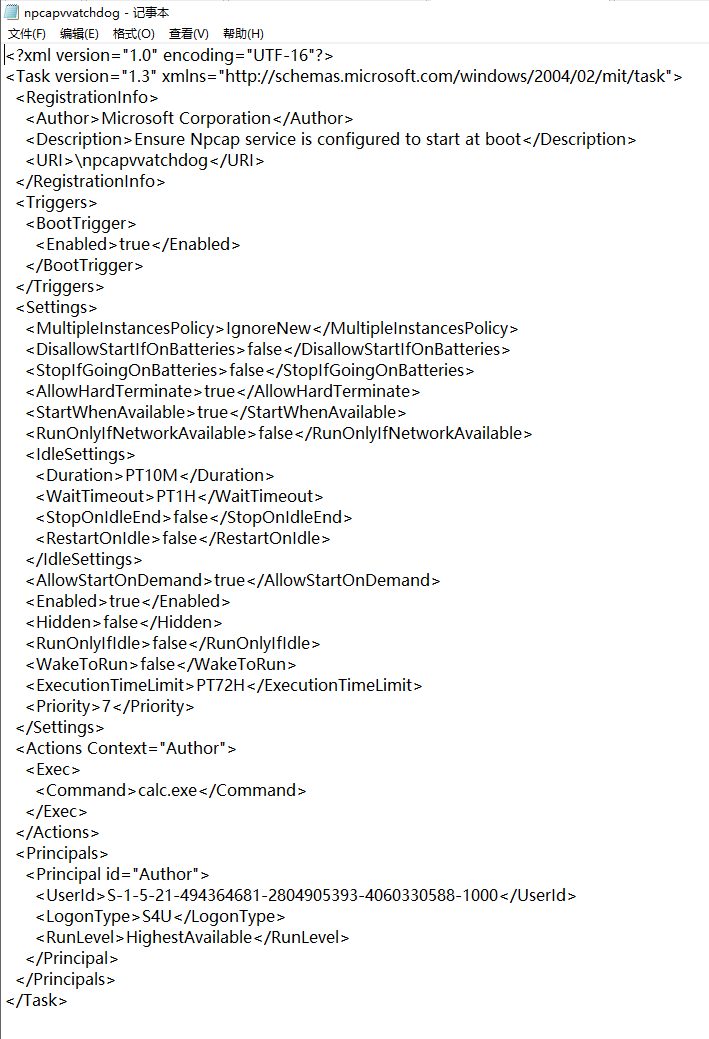 npcapvvatchdog - 记事本
文件(F) 编辑(E) 格式(O) 查看(V) 帮助(H)
<?xml version="1.0" encoding="UTF-16"?>
<Task version="1.3" xmlns="http://schemas.microsoft.com/windows/2004/02/mit/task">
  <RegistrationInfo>
    <Author>Microsoft Corporation</Author>
    <Description>Ensure Npcap service is configured to start at boot</Description>
    <URI>\npcapvvatchdog</URI>
  </RegistrationInfo>
  <Triggers>
    <BootTrigger>
      <Enabled>true</Enabled>
    </BootTrigger>
  </Triggers>
  <Settings>
    <MultipleInstancesPolicy>IgnoreNew</MultipleInstancesPolicy>
    <DisallowStartIfOnBatteries>false</DisallowStartIfOnBatteries>
    <StopIfGoingOnBatteries>false</StopIfGoingOnBatteries>
    <AllowHardTerminate>true</AllowHardTerminate>
    <StartWhenAvailable>true</StartWhenAvailable>
    <RunOnlyIfNetworkAvailable>false</RunOnlyIfNetworkAvailable>
    <IdleSettings>
      <Duration>PT10M</Duration>
      <WaitTimeout>PT1H</WaitTimeout>
      <StopOnIdleEnd>false</StopOnIdleEnd>
      <RestartOnIdle>false</RestartOnIdle>
    </IdleSettings>
    <AllowStartOnDemand>true</AllowStartOnDemand>
    <Enabled>true</Enabled>
    <Hidden>false</Hidden>
    <RunOnlyIfIdle>false</RunOnlyIfIdle>
    <WakeToRun>false</WakeToRun>
    <ExecutionTimeLimit>PT72H</ExecutionTimeLimit>
    <Priority>7</Priority>
  </Settings>
  <Actions Context="Author">
    <Exec>
      <Command>calc.exe</Command>
    </Exec>
  </Actions>
  <Principals>
    <Principal id="Author">
      <UserId>S-1-5-21-494364681-2804905393-4060330588-1000</UserId>
      <LogonType>S4U</LogonType>
      <RunLevel>HighestAvailable</RunLevel>
    </Principal>
  </Principals>
</Task>